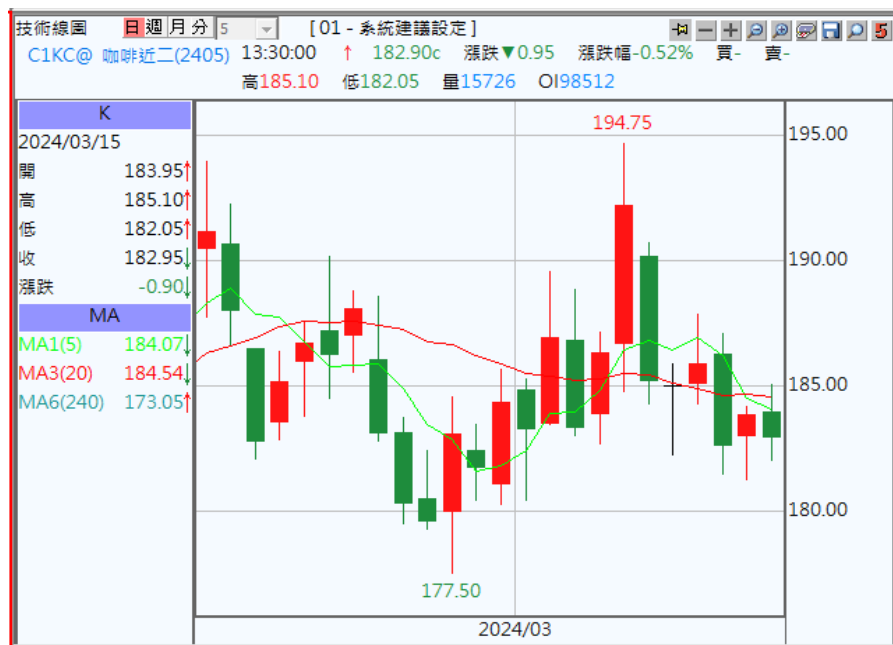 技術線圖 日 週 月 分 5 [ 01 - 系統建議設定 ]
C1KC@ 咖啡近二(2405) 13:30:00 ↑ 182.90c 漲跌▼0.95 漲跌幅-0.52% 買- 賣-
高185.10 低182.05 量15726 OI98512
K
2024/03/15
開 183.95↑
高 185.10↑
低 182.05↑
收 182.95↓
漲跌 -0.90↓
MA
MA1(5) 184.07↓
MA3(20) 184.54↓
MA6(240) 173.05↑
194.75
195.00
190.00
185.00
180.00
177.50
2024/03